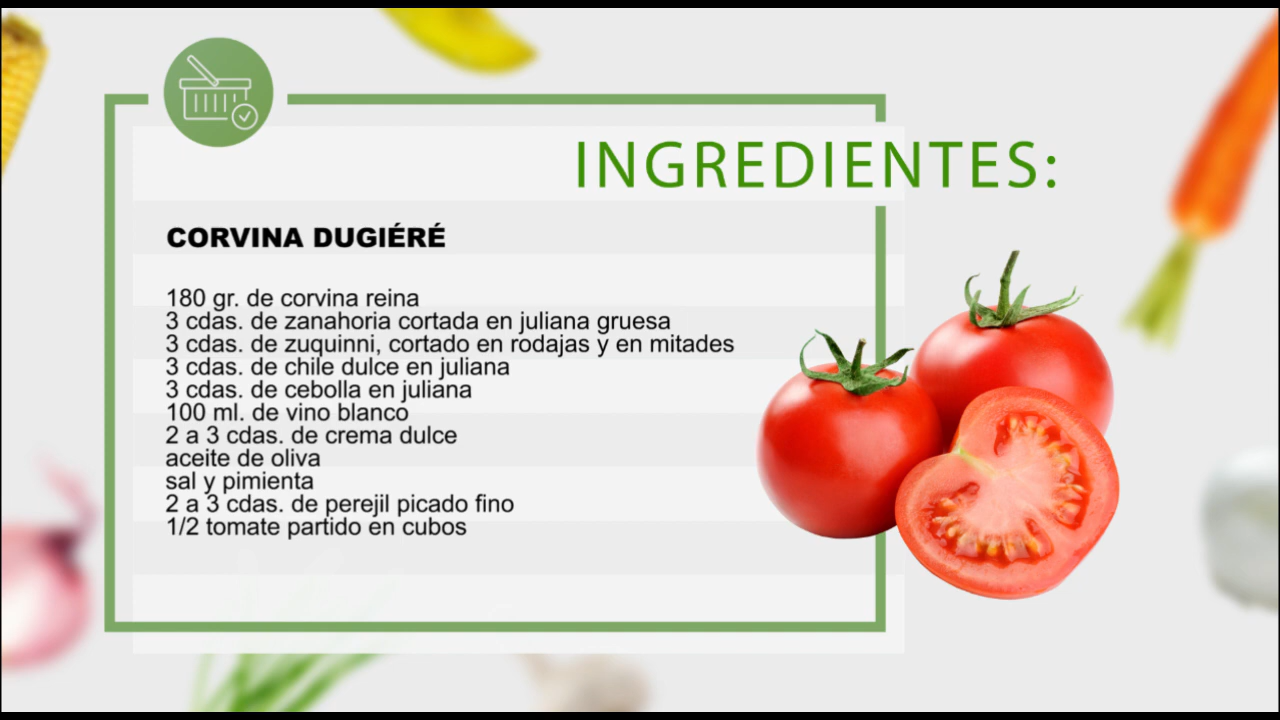 INGREDIENTES:
CORVINA DUGIÉRÉ
180 gr. de corvina reina
3 cdas. de zanahoria cortada en juliana gruesa
3 cdas. de zuquinni, cortado en rodajas y en mitades
3 cdas. de chile dulce en juliana
3 cdas. de cebolla en juliana
100 ml. de vino blanco
2 a 3 cdas. de crema dulce
aceite de oliva
sal y pimienta
2 a 3 cdas. de perejil picado fino
1/2 tomate partido en cubos